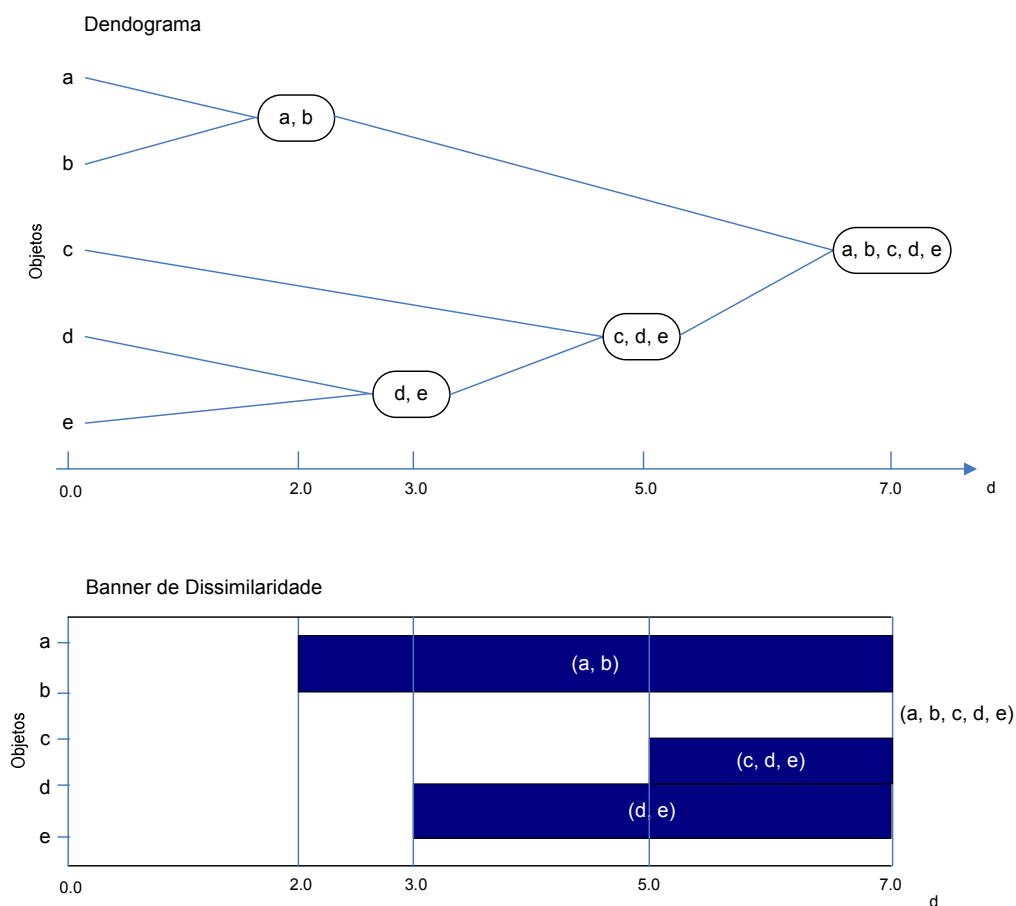 Dendograma
a
a, b
b
Objetos
c
a, b, c, d, e
d
c, d, e
d, e
e
0.0 2.0 3.0 5.0 7.0 d
Banner de Dissimilaridade
a
(a, b)
b
(a, b, c, d, e)
Objetos
c
(c, d, e)
d
(d, e)
e
0.0 2.0 3.0 5.0 7.0
d